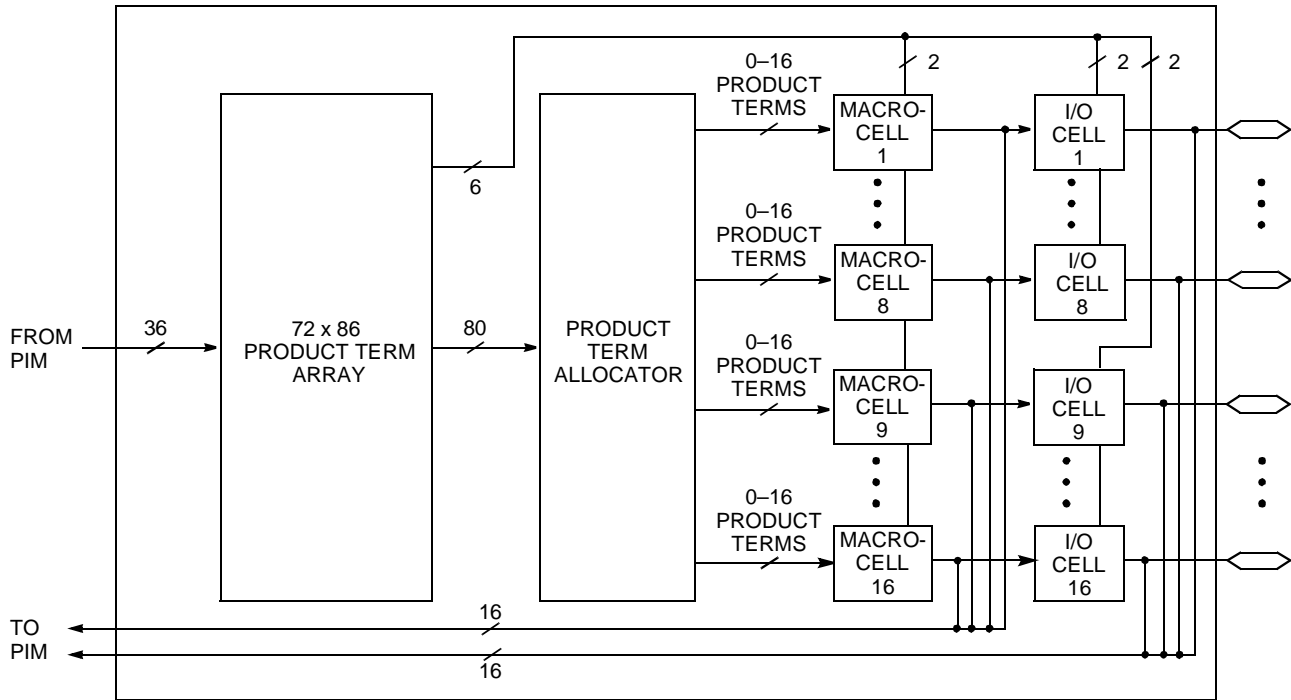 0–16
PRODUCT
TERMS
2
2
2
MACRO-
CELL
1
I/O
CELL
1
6
0–16
PRODUCT
TERMS
MACRO-
CELL
8
I/O
CELL
8
FROM
PIM
36
72 x 86
PRODUCT TERM
ARRAY
80
PRODUCT
TERM
ALLOCATOR
0–16
PRODUCT
TERMS
MACRO-
CELL
9
I/O
CELL
9
0–16
PRODUCT
TERMS
MACRO-
CELL
16
I/O
CELL
16
TO
PIM
16
16